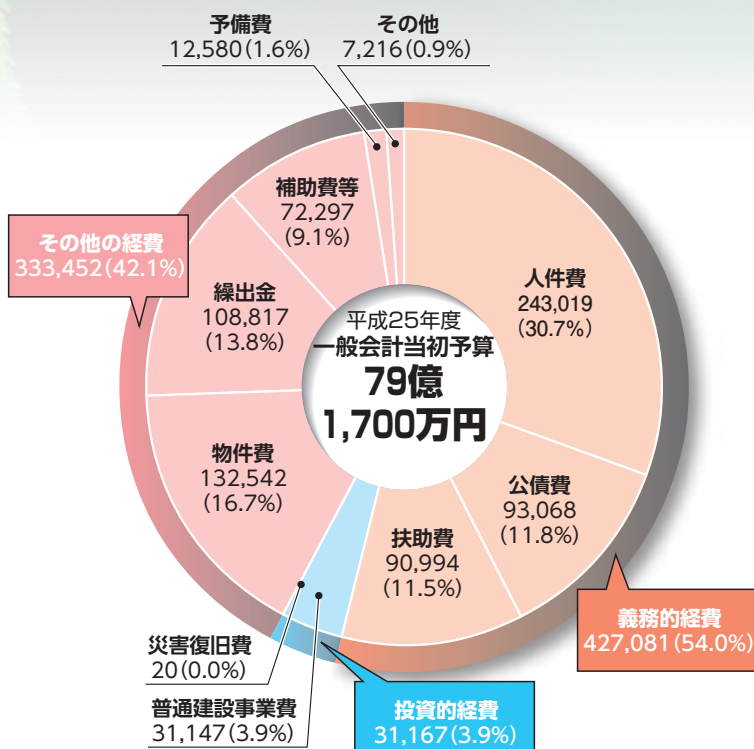 予備費
12,580(1.6%)
その他
7,216(0.9%)
補助費等
72,297
(9.1%)
その他の経費
333,452(42.1%)
繰出金
108,817
(13.8%)
人件費
243,019
(30.7%)
平成25年度
一般会計当初予算
79億
1,700万円
物件費
132,542
(16.7%)
公債費
93,068
(11.8%)
扶助費
90,994
(11.5%)
義務的経費
427,081(54.0%)
災害復旧費
20(0.0%)
普通建設事業費
31,147(3.9%)
投資的経費
31,167(3.9%)